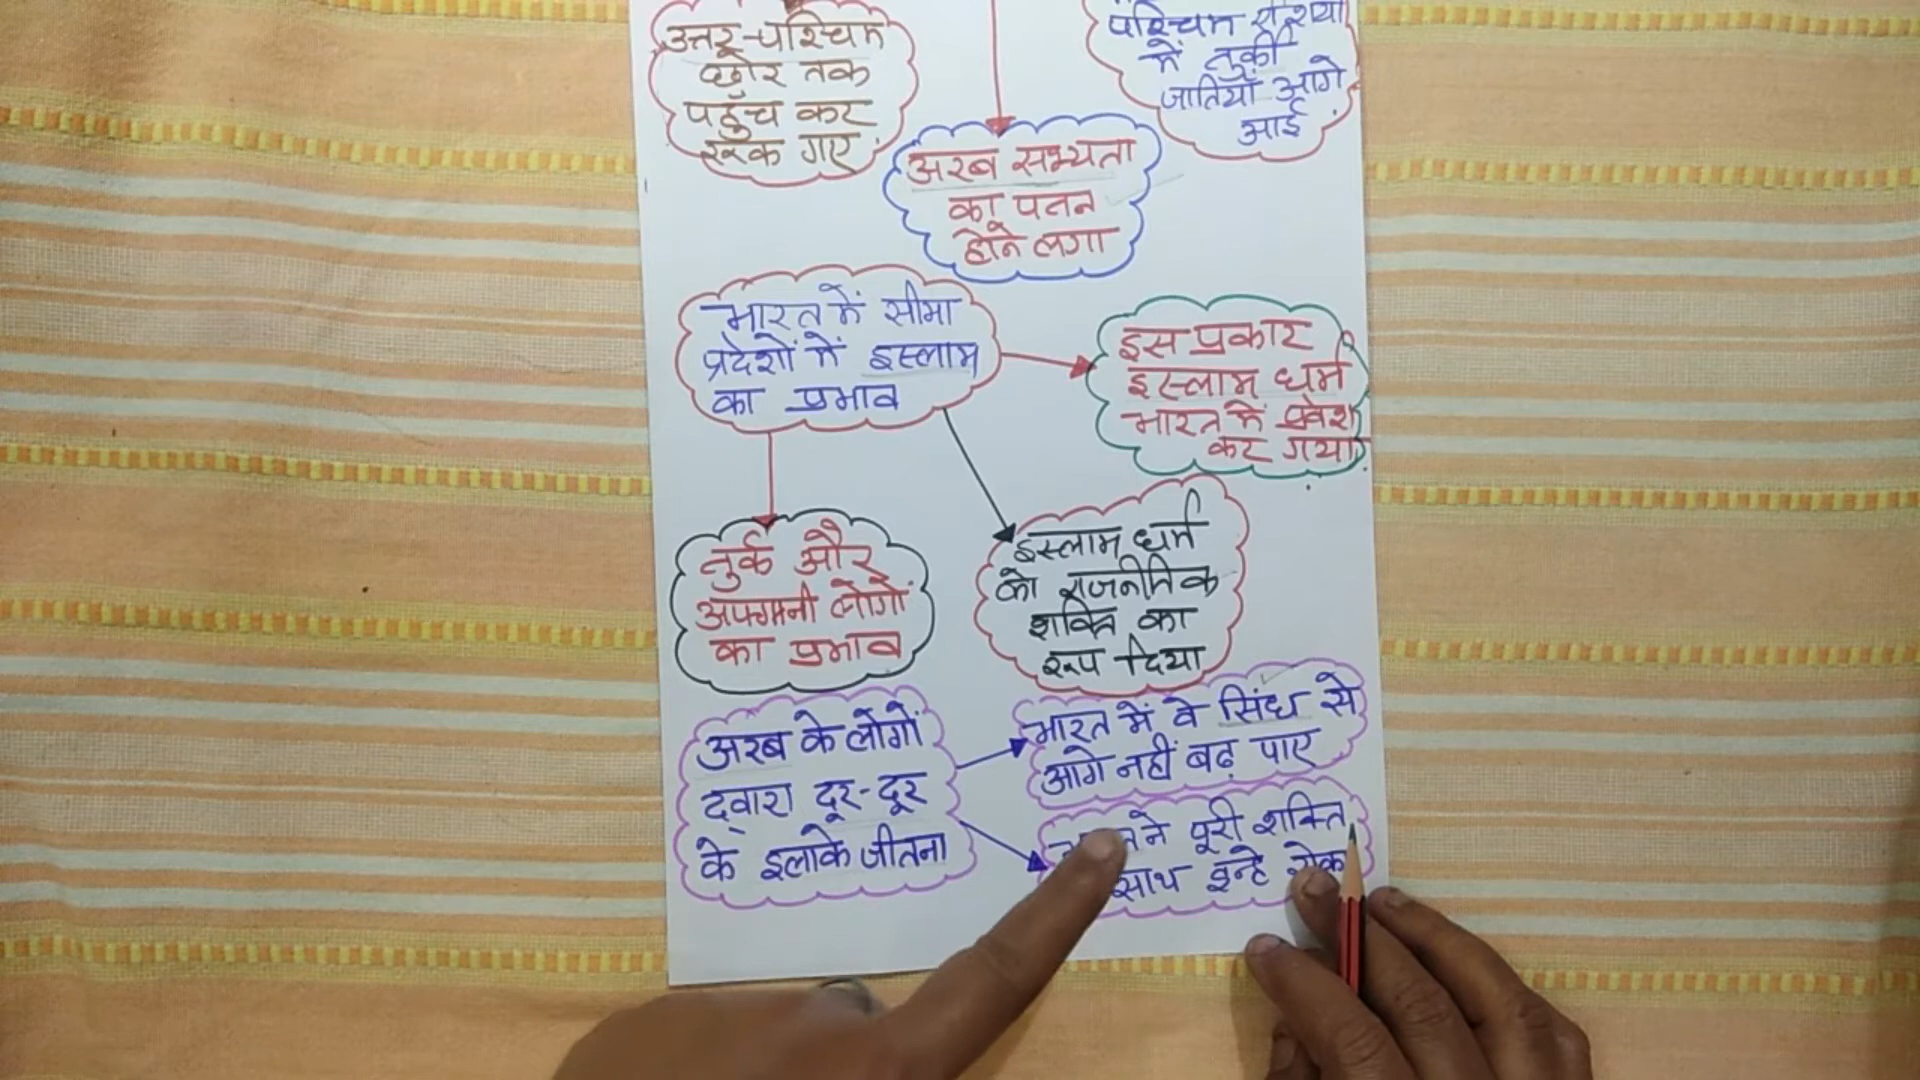 उत्तर-पश्चिम
छोर तक
पहुँच कर
रूक गए
पश्चिम एशिया
में तुर्की
जातियाँ आगे
आई
अरब सभ्यता
का पतन
होने लगा
भारत में सीमा
प्रदेशों में इस्लाम
का प्रभाव
इस प्रकार
इस्लाम धर्म
भारत में प्रवेश
कर गया
तुर्क और
अफगानी लोगों
का प्रभाव
इस्लाम धर्म
को राजनीतिक
शक्ति का
रूप दिया
अरब के लोगों
द्वारा दूर-दूर
के इलाके जीतना
भारत में वे सिंध से
आगे नहीं बढ़ पाए
ने पूरी शक्ति
साथ इन्हे